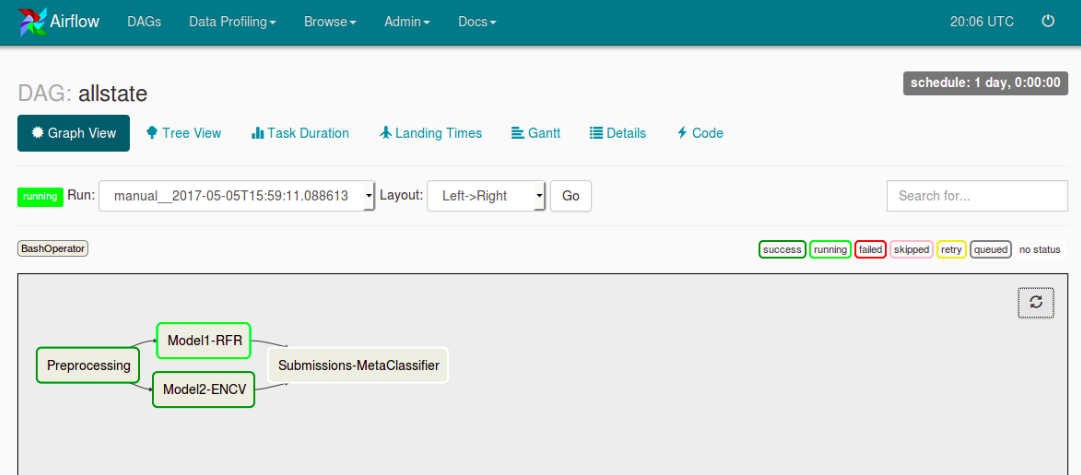 Airflow DAGs Data Profiling Browse Admin Docs 20:06 UTC
schedule: 1 day, 0:00:00
DAG: allstate
Graph View Tree View Task Duration Landing Times Gantt Details Code
running Run: manual__2017-05-05T15:59:11.088613 Layout: Left->Right Go Search for...
BashOperator success running failed skipped retry queued no status
Model1-RFR
Preprocessing Submissions-MetaClassifier
Model2-ENCV